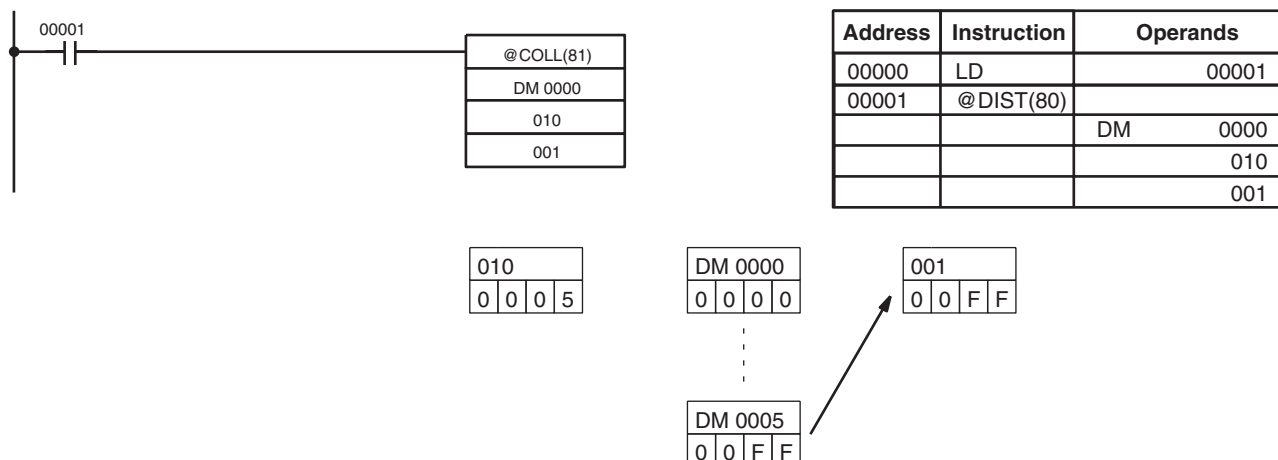 00001
@COLL(81)
DM 0000
010
001
Address Instruction Operands
00000 LD 00001
00001 @DIST(80)
DM 0000
010
001
010 DM 0000 001
0 0 0 5 0 0 0 0 0 0 F F
DM 0005
0 0 F F